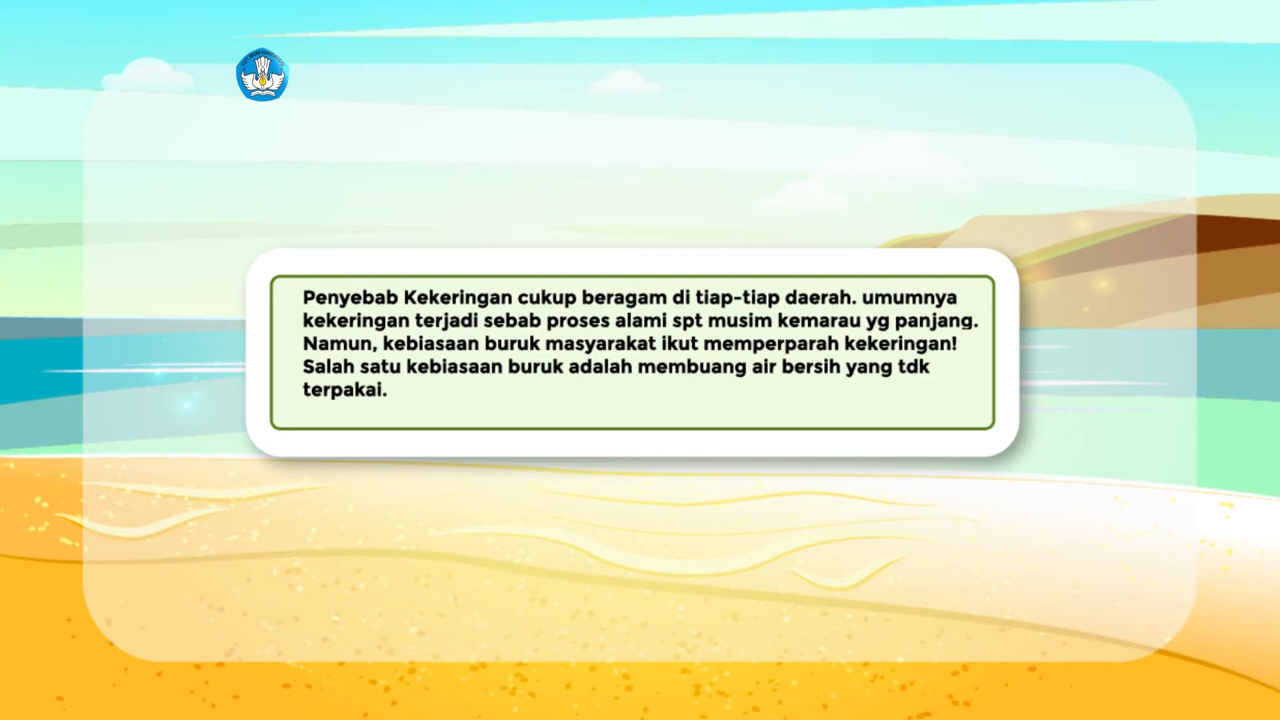 Penyebab Kekeringan cukup beragam di tiap-tiap daerah. umumnya
kekeringan terjadi sebab proses alami spt musim kemarau yg panjang.
Namun, kebiasaan buruk masyarakat ikut memperparah kekeringan!
Salah satu kebiasaan buruk adalah membuang air bersih yang tdk
terpakai.